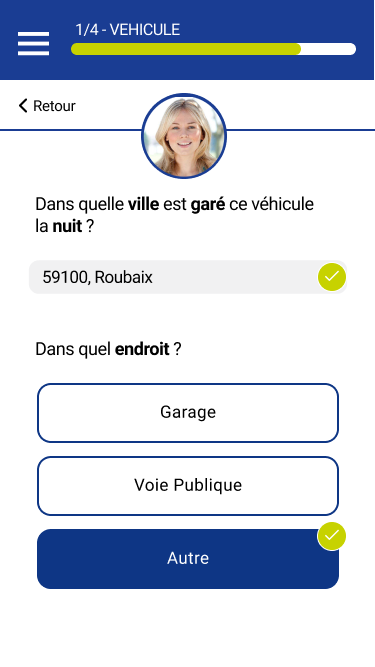 1/4 - VEHICULE
Retour
Dans quelle ville est garé ce véhicule
la nuit ?
59100, Roubaix
Dans quel endroit ?
Garage
Voie Publique
Autre